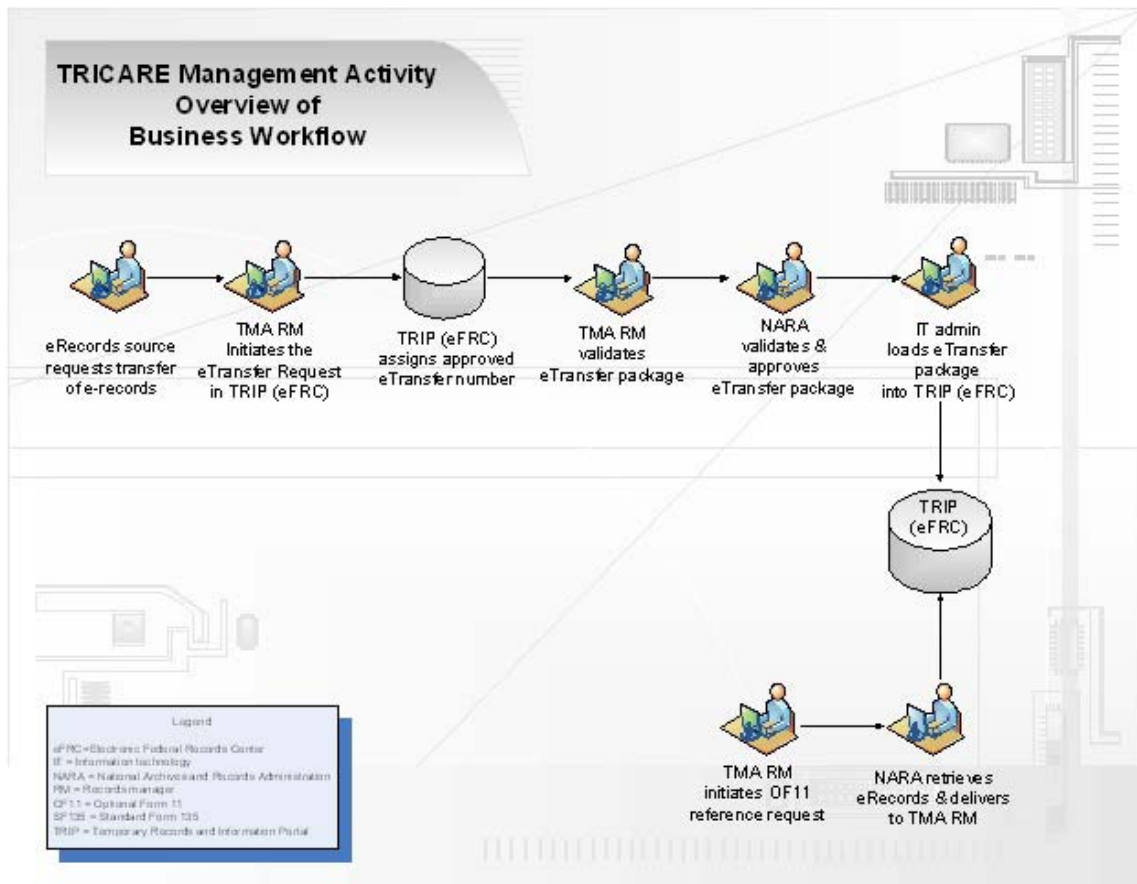 TRICARE Management Activity
Overview of
Business Workflow
eRecords source
requests transfer
of e-records
TMA RM
Initiates the
eTransfer Request
in TRIP (eFRC)
TRIP (eFRC)
assigns approved
eTransfer number
TMA RM
validates
eTransfer package
NARA
validates &
approves
eTransfer package
IT admin
loads eTransfer
package
into TRIP (eFRC)
TRIP
(eFRC)
TMA RM
initiates OF11
reference request
NARA retrieves
eRecords & delivers
to TMA RM
Legend
eFRC=Electronic Federal Records Center
IT = Information technology
NARA = National Archives and Records Administration
RM = Records manager
OF11 = Optional Form 11
SF135 = Standard Form 135
TRIP = Temporary Records and Information Portal